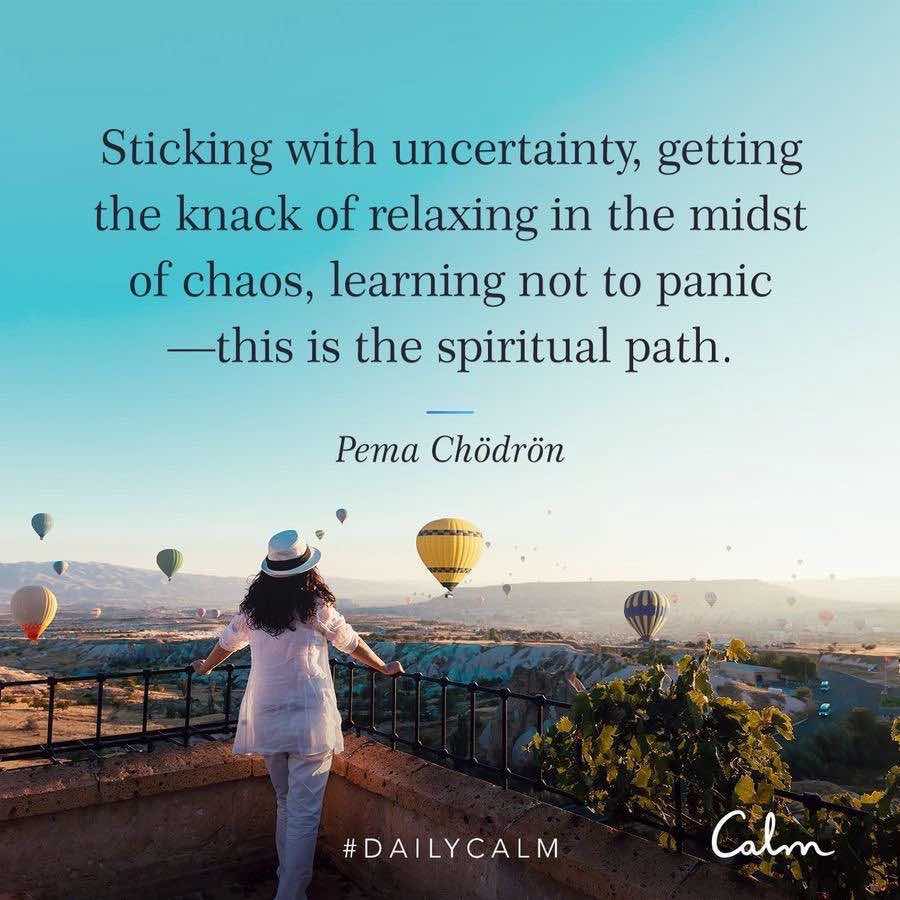 Sticking with uncertainty, getting
the knack of relaxing in the midst
of chaos, learning not to panic
—this is the spiritual path.
Pema Chödrön
#DAILYCALM
Calm